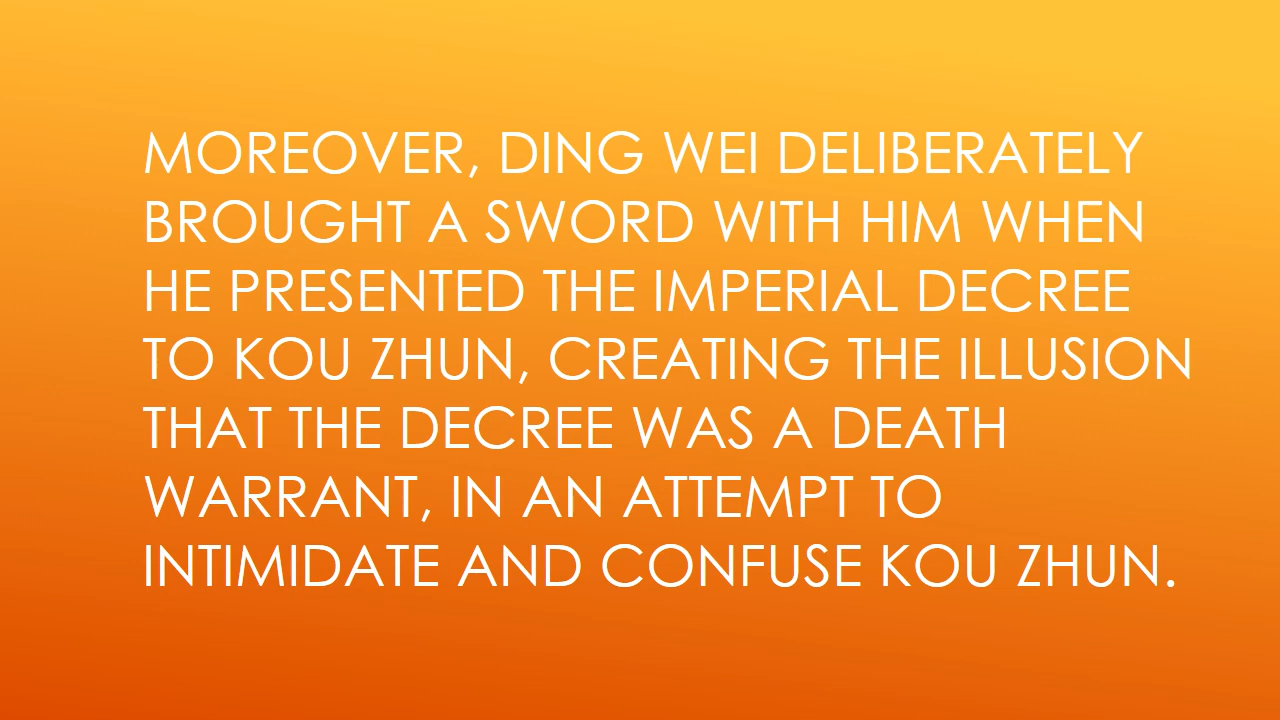 MOREOVER, DING WEI DELIBERATELY
BROUGHT A SWORD WITH HIM WHEN
HE PRESENTED THE IMPERIAL DECREE
TO KOU ZHUN, CREATING THE ILLUSION
THAT THE DECREE WAS A DEATH
WARRANT, IN AN ATTEMPT TO
INTIMIDATE AND CONFUSE KOU ZHUN.